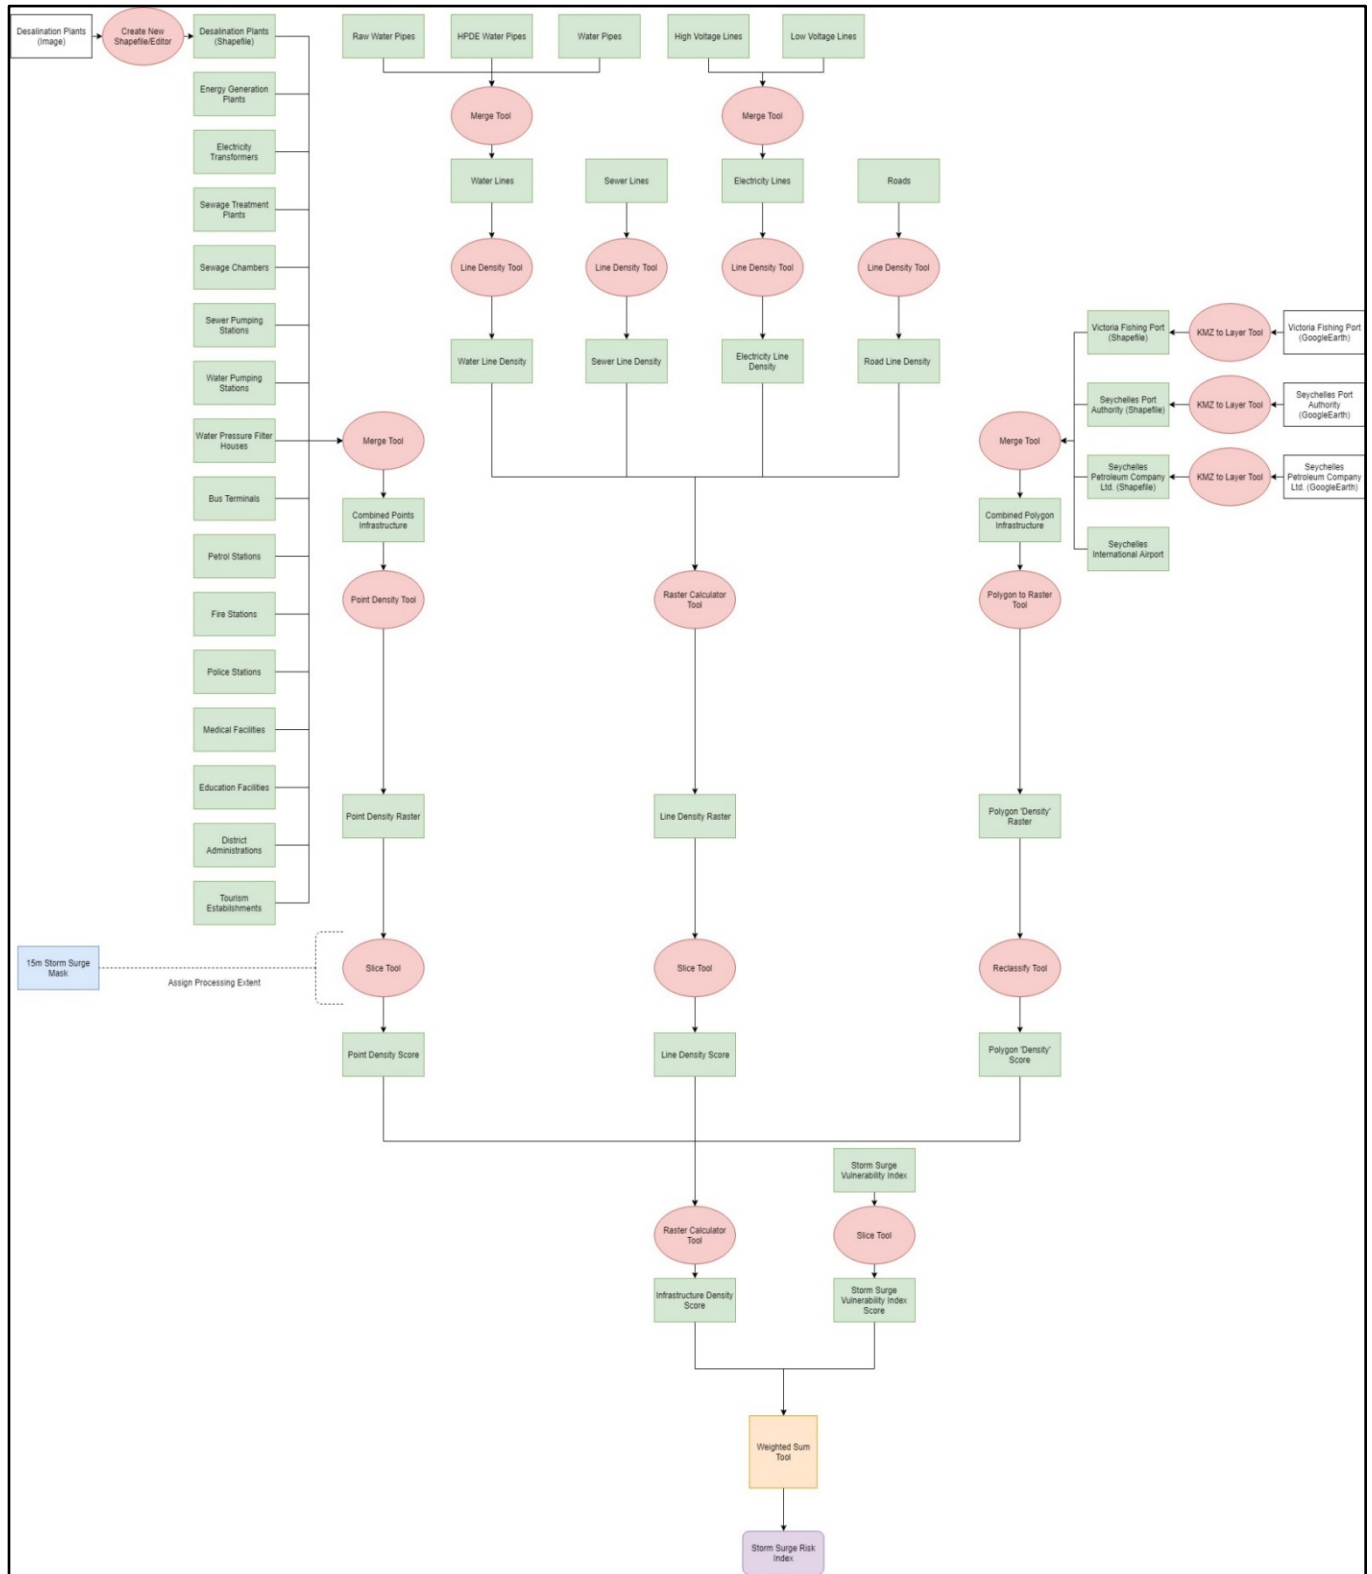 Desalination Plants
(Image)
Create New
Shapefile/Editor
Desalination Plants
(Shapefile)
Raw Water Pipes
HPDE Water Pipes
Water Pipes
High Voltage Lines
Low Voltage Lines
Energy Generation
Plants
Merge Tool
Merge Tool
Electricity
Transformers
Water Lines
Sewer Lines
Electricity Lines
Roads
Sewage Treatment
Plants
Sewage Chambers
Line Density Tool
Line Density Tool
Line Density Tool
Line Density Tool
Sewer Pumping
Stations
Victoria Fishing Port
(Shapefile)
KMZ to Layer Tool
Victoria Fishing Port
(GoogleEarth)
Water Line Density
Sewer Line Density
Electricity Line
Density
Road Line Density
Water Pumping
Stations
Seychelles Port
Authority (Shapefile)
KMZ to Layer Tool
Seychelles Port
Authority
(GoogleEarth)
Water Pressure Filter
Houses
Merge Tool
Merge Tool
Seychelles
Petroleum Company
Ltd. (Shapefile)
KMZ to Layer Tool
Seychelles
Petroleum Company
Ltd. (GoogleEarth)
Bus Terminals
Combined Points
Infrastructure
Combined Polygon
Infrastructure
Seychelles
International Airport
Petrol Stations
Fire Stations
Point Density Tool
Raster Calculator
Tool
Polygon to Raster
Tool
Police Stations
Medical Facilities
Education Facilities
Point Density Raster
Line Density Raster
Polygon 'Density'
Raster
District
Administrations
Tourism
Establishments
15m Storm Surge
Mask
Assign Processing Extent
Slice Tool
Slice Tool
Reclassify Tool
Point Density Score
Line Density Score
Polygon 'Density'
Score
Storm Surge
Vulnerability Index
Raster Calculator
Tool
Slice Tool
Infrastructure Density
Score
Storm Surge
Vulnerability Index
Score
Weighted Sum
Tool
Storm Surge Risk
Index